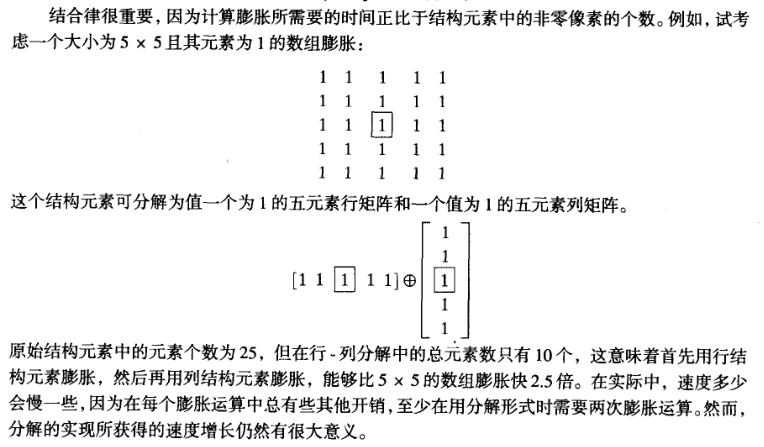 结合律很重要，因为计算膨胀所需要的时间正比于结构元素中的非零像素的个数。例如，试考
虑一个大小为 5 × 5 且其元素为 1 的数组膨胀：
1 1 1 1 1
1 1 1 1 1
1 1 1 1 1
1 1 1 1 1
1 1 1 1 1
这个结构元素可分解为值一个为 1 的五元素行矩阵和一个值为 1 的五元素列矩阵。
1
1
[1 1 1 1 1]⊕ 1
1
1
原始结构元素中的元素个数为 25，但在行-列分解中的总元素数只有 10 个，这意味着首先用行结
构元素膨胀，然后再用列结构元素膨胀，能够比 5 × 5 的数组膨胀快 2.5 倍。在实际中，速度多少
会慢一些，因为在每个膨胀运算中总有些其他开销，至少在用分解形式时需要两次膨胀运算。然而，
分解的实现所获得的速度增长仍然有很大意义。